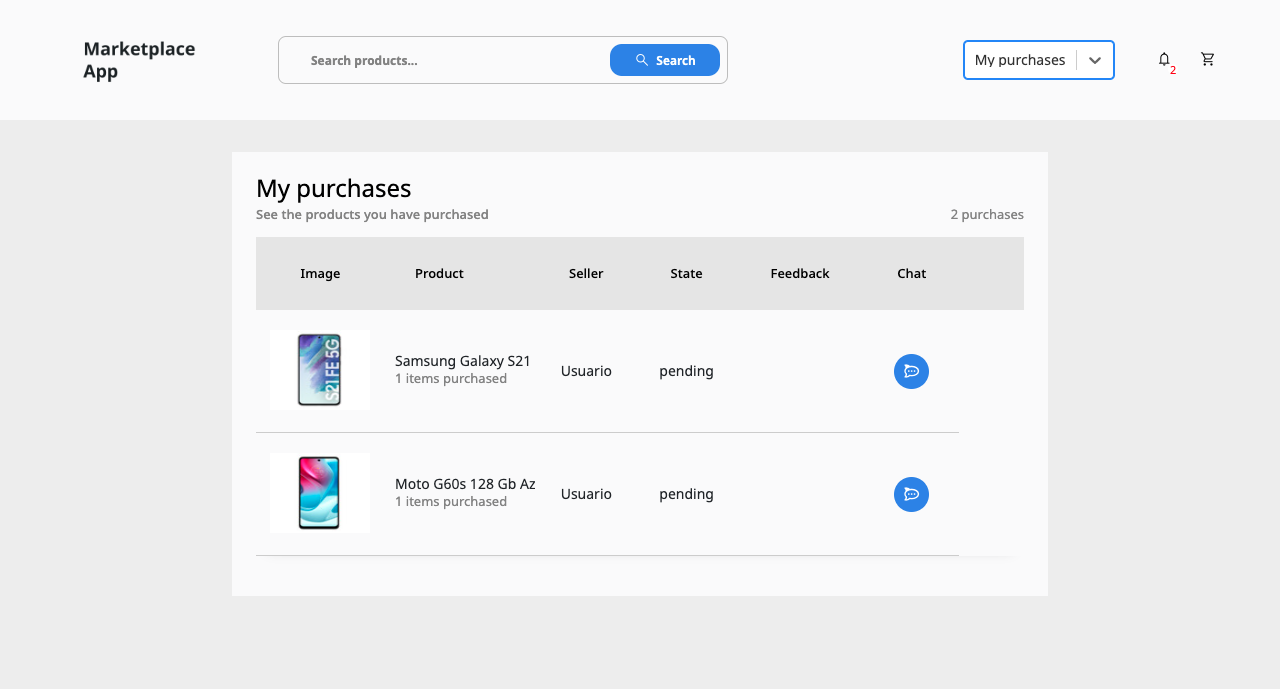 Marketplace
App
Search products...
Search
My purchases
2
My purchases
See the products you have purchased
2 purchases
Image Product Seller State Feedback Chat
S21 FE 5G
Samsung Galaxy S21
1 items purchased
Usuario
pending
Moto G60s 128 Gb Az
1 items purchased
Usuario
pending